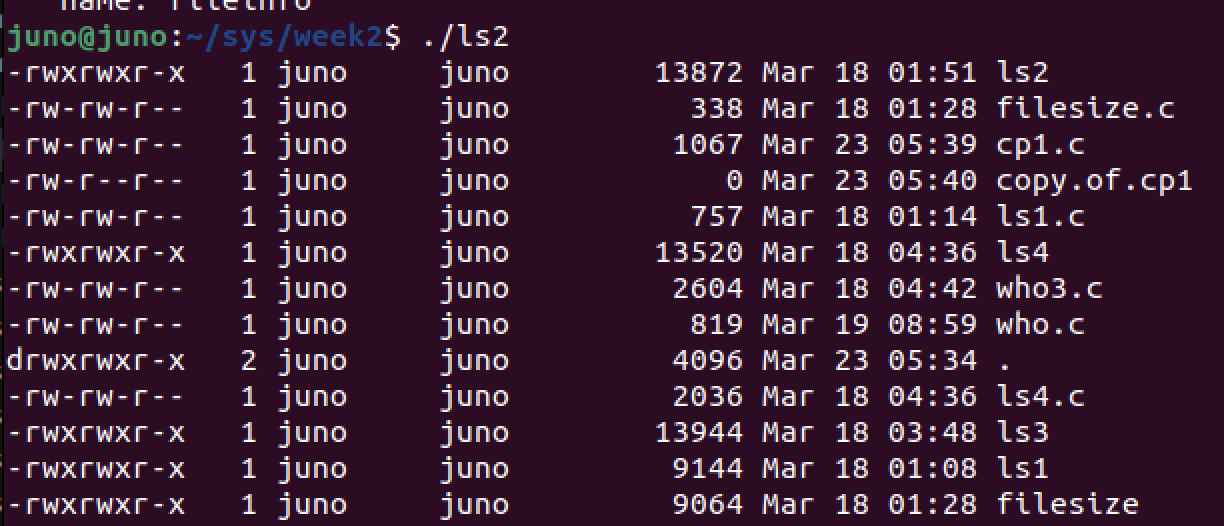 name: fileinfo
juno@juno:~/sys/week2$ ./ls2
-rwxrwxr-x   1 juno     juno        13872 Mar 18 01:51 ls2
-rw-rw-r--   1 juno     juno          338 Mar 18 01:28 filesize.c
-rw-rw-r--   1 juno     juno         1067 Mar 23 05:39 cp1.c
-rw-r--r--   1 juno     juno            0 Mar 23 05:40 copy.of.cp1
-rw-rw-r--   1 juno     juno          757 Mar 18 01:14 ls1.c
-rwxrwxr-x   1 juno     juno        13520 Mar 18 04:36 ls4
-rw-rw-r--   1 juno     juno         2604 Mar 18 04:42 who3.c
-rw-rw-r--   1 juno     juno          819 Mar 19 08:59 who.c
drwxrwxr-x   2 juno     juno         4096 Mar 23 05:34 .
-rw-rw-r--   1 juno     juno         2036 Mar 18 04:36 ls4.c
-rwxrwxr-x   1 juno     juno        13944 Mar 18 03:48 ls3
-rwxrwxr-x   1 juno     juno         9144 Mar 18 01:08 ls1
-rwxrwxr-x   1 juno     juno         9064 Mar 18 01:28 filesize